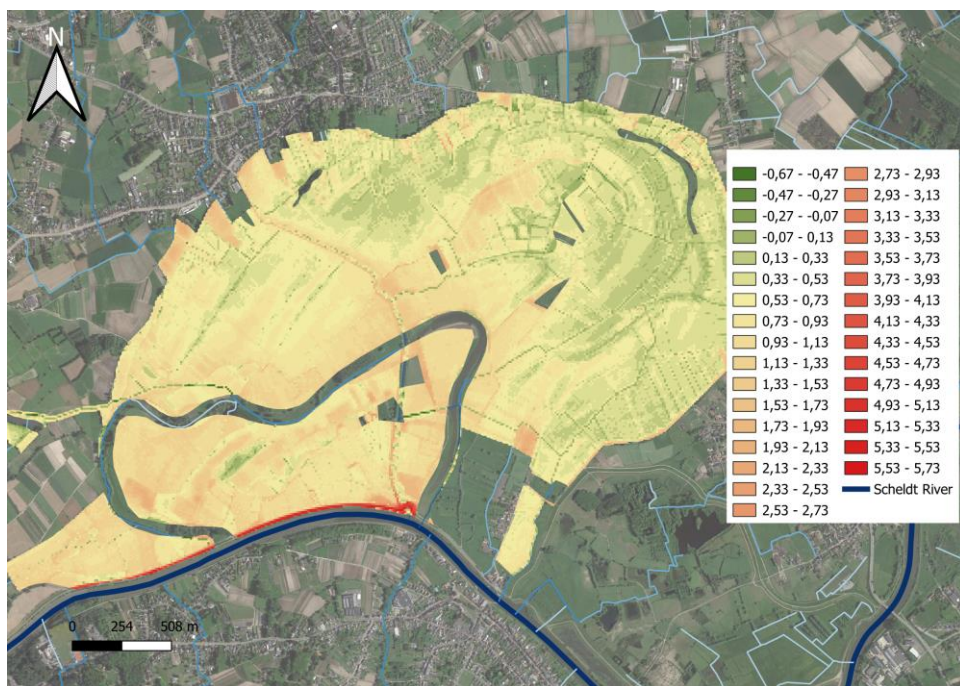 N
-0,67 - -0,47
-0,47 - -0,27
-0,27 - -0,07
-0,07 - 0,13
0,13 - 0,33
0,33 - 0,53
0,53 - 0,73
0,73 - 0,93
0,93 - 1,13
1,13 - 1,33
1,33 - 1,53
1,53 - 1,73
1,73 - 1,93
1,93 - 2,13
2,13 - 2,33
2,33 - 2,53
2,53 - 2,73
2,73 - 2,93
2,93 - 3,13
3,13 - 3,33
3,33 - 3,53
3,53 - 3,73
3,73 - 3,93
3,93 - 4,13
4,13 - 4,33
4,33 - 4,53
4,53 - 4,73
4,73 - 4,93
4,93 - 5,13
5,13 - 5,33
5,33 - 5,53
5,53 - 5,73
Scheldt River
0 254 508 m